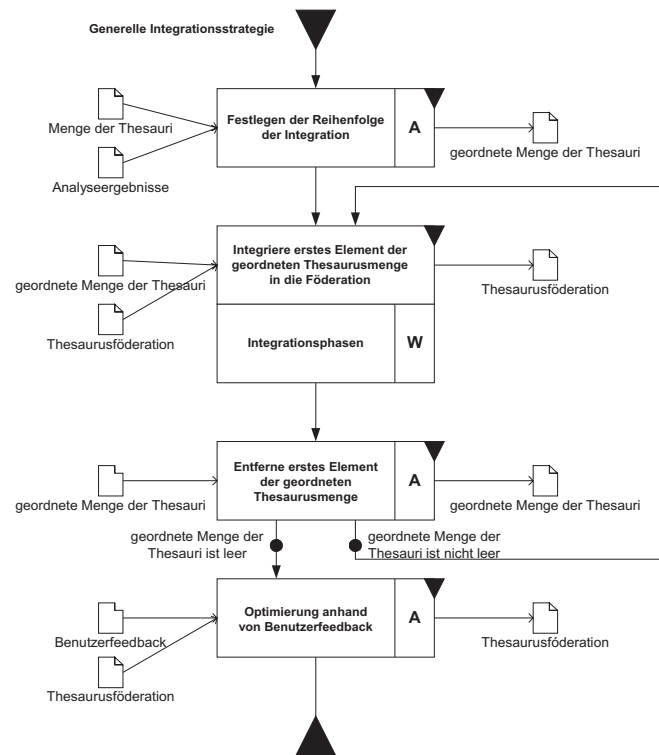 Generelle Integrationsstrategie
Festlegen der Reihenfolge
der Integration
A
Menge der Thesauri
Analyseergebnisse
geordnete Menge der Thesauri
Integriere erstes Element der
geordneten Thesaurusmenge
in die Föderation
geordnete Menge der Thesauri
Thesaurusföderation
Thesaurusföderation
Integrationsphasen
W
Entferne erstes Element
der geordneten
Thesaurusmenge
A
geordnete Menge der Thesauri
geordnete Menge der Thesauri
geordnete Menge der
Thesauri ist leer
geordnete Menge der
Thesauri ist nicht leer
Optimierung anhand
von Benutzerfeedback
A
Benutzerfeedback
Thesaurusföderation
Thesaurusföderation